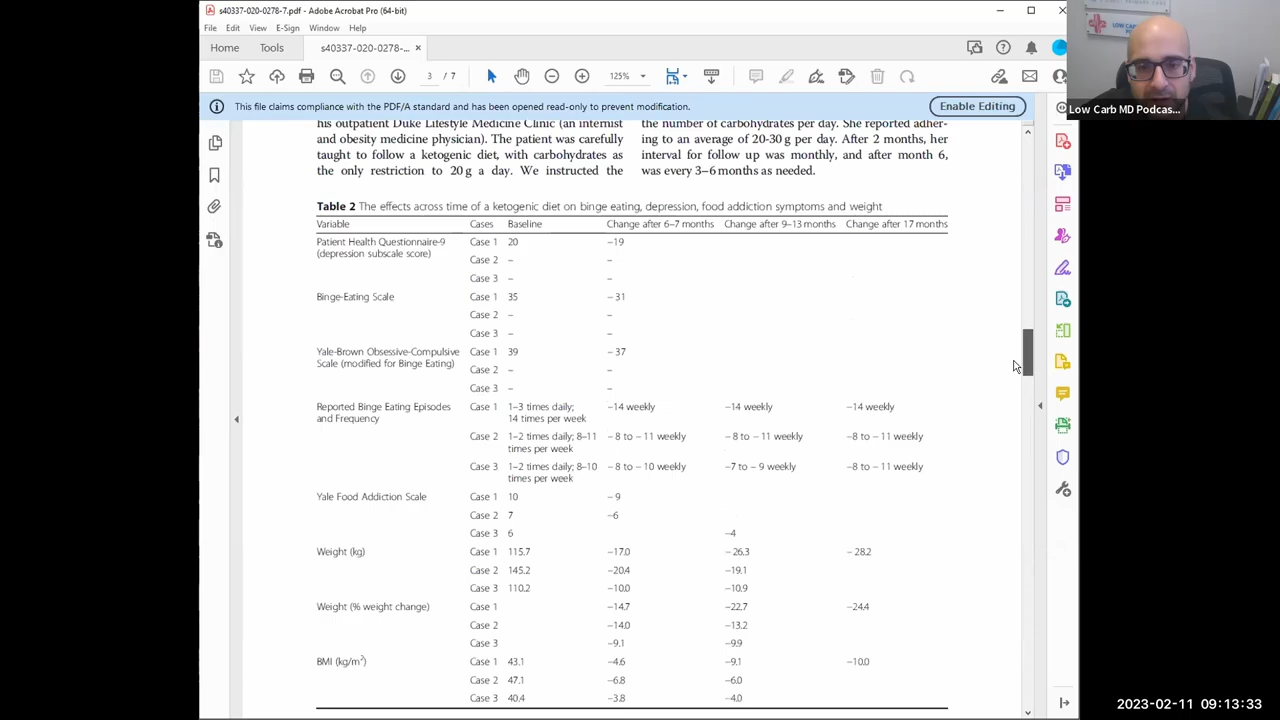 s40337-020-0278-7.pdf - Adobe Acrobat Pro (64-bit)
File Edit View E-Sign Window Help
Home Tools s40337-020-0278-... ×
3 / 7 125%
This file claims compliance with the PDF/A standard and has been opened read-only to prevent modification. Enable Editing
Low Carb MD Podcas...
his outpatient Duke Lifestyle Medicine Clinic (an internist
and obesity medicine physician). The patient was carefully
taught to follow a ketogenic diet, with carbohydrates as
the only restriction to 20 g a day. We instructed the
the number of carbohydrates per day. She reported adher-
ing to an average of 20-30 g per day. After 2 months, her
interval for follow up was monthly, and after month 6,
was every 3–6 months as needed.
Table 2 The effects across time of a ketogenic diet on binge eating, depression, food addiction symptoms and weight
Variable Cases Baseline Change after 6–7 months Change after 9–13 months Change after 17 months
Patient Health Questionnaire-9 Case 1 20 −19
(depression subscale score)
Case 2 – –
Case 3 – –
Binge-Eating Scale Case 1 35 − 31
Case 2 – –
Case 3 – –
Yale-Brown Obsessive-Compulsive Case 1 39 − 37
Scale (modified for Binge Eating)
Case 2 – –
Case 3 – –
Reported Binge Eating Episodes Case 1 1–3 times daily; −14 weekly −14 weekly −14 weekly
and Frequency 14 times per week
Case 2 1–2 times daily; 8–11 − 8 to − 11 weekly − 8 to − 11 weekly −8 to − 11 weekly
times per week
Case 3 1–2 times daily; 8–10 − 8 to − 10 weekly −7 to − 9 weekly −8 to − 11 weekly
times per week
Yale Food Addiction Scale Case 1 10 − 9
Case 2 7 −6
Case 3 6 −4
Weight (kg) Case 1 115.7 −17.0 − 26.3 − 28.2
Case 2 145.2 −20.4 −19.1
Case 3 110.2 −10.0 −10.9
Weight (% weight change) Case 1 −14.7 −22.7 −24.4
Case 2 −14.0 −13.2
Case 3 −9.1 −9.9
BMI (kg/m²) Case 1 43.1 −4.6 −9.1 −10.0
Case 2 47.1 −6.8 −6.0
Case 3 40.4 −3.8 −4.0
2023-02-11 09:13:33